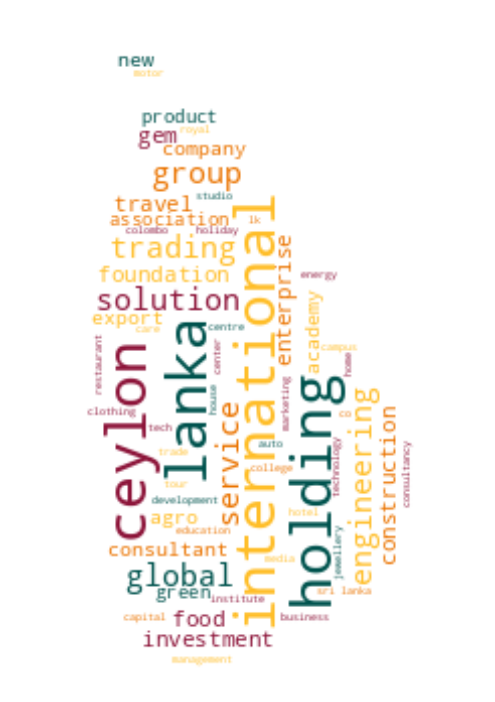 new
motor
product
royal
gem
company
group
studio
travel
association
lk
colombo
holiday
trading
international
enterprise
foundation
energy
solution
academy
export
centre
care
lanka
ceylon
restaurant
center
campus
home
house
marketing
holding
clothing
co
engineering
tech
service
construction
auto
technology
consultancy
trade
college
tour
development
hotel
agro
education
jewellery
consultant
media
global
green
institute
sri lanka
capital
food
business
investment
management